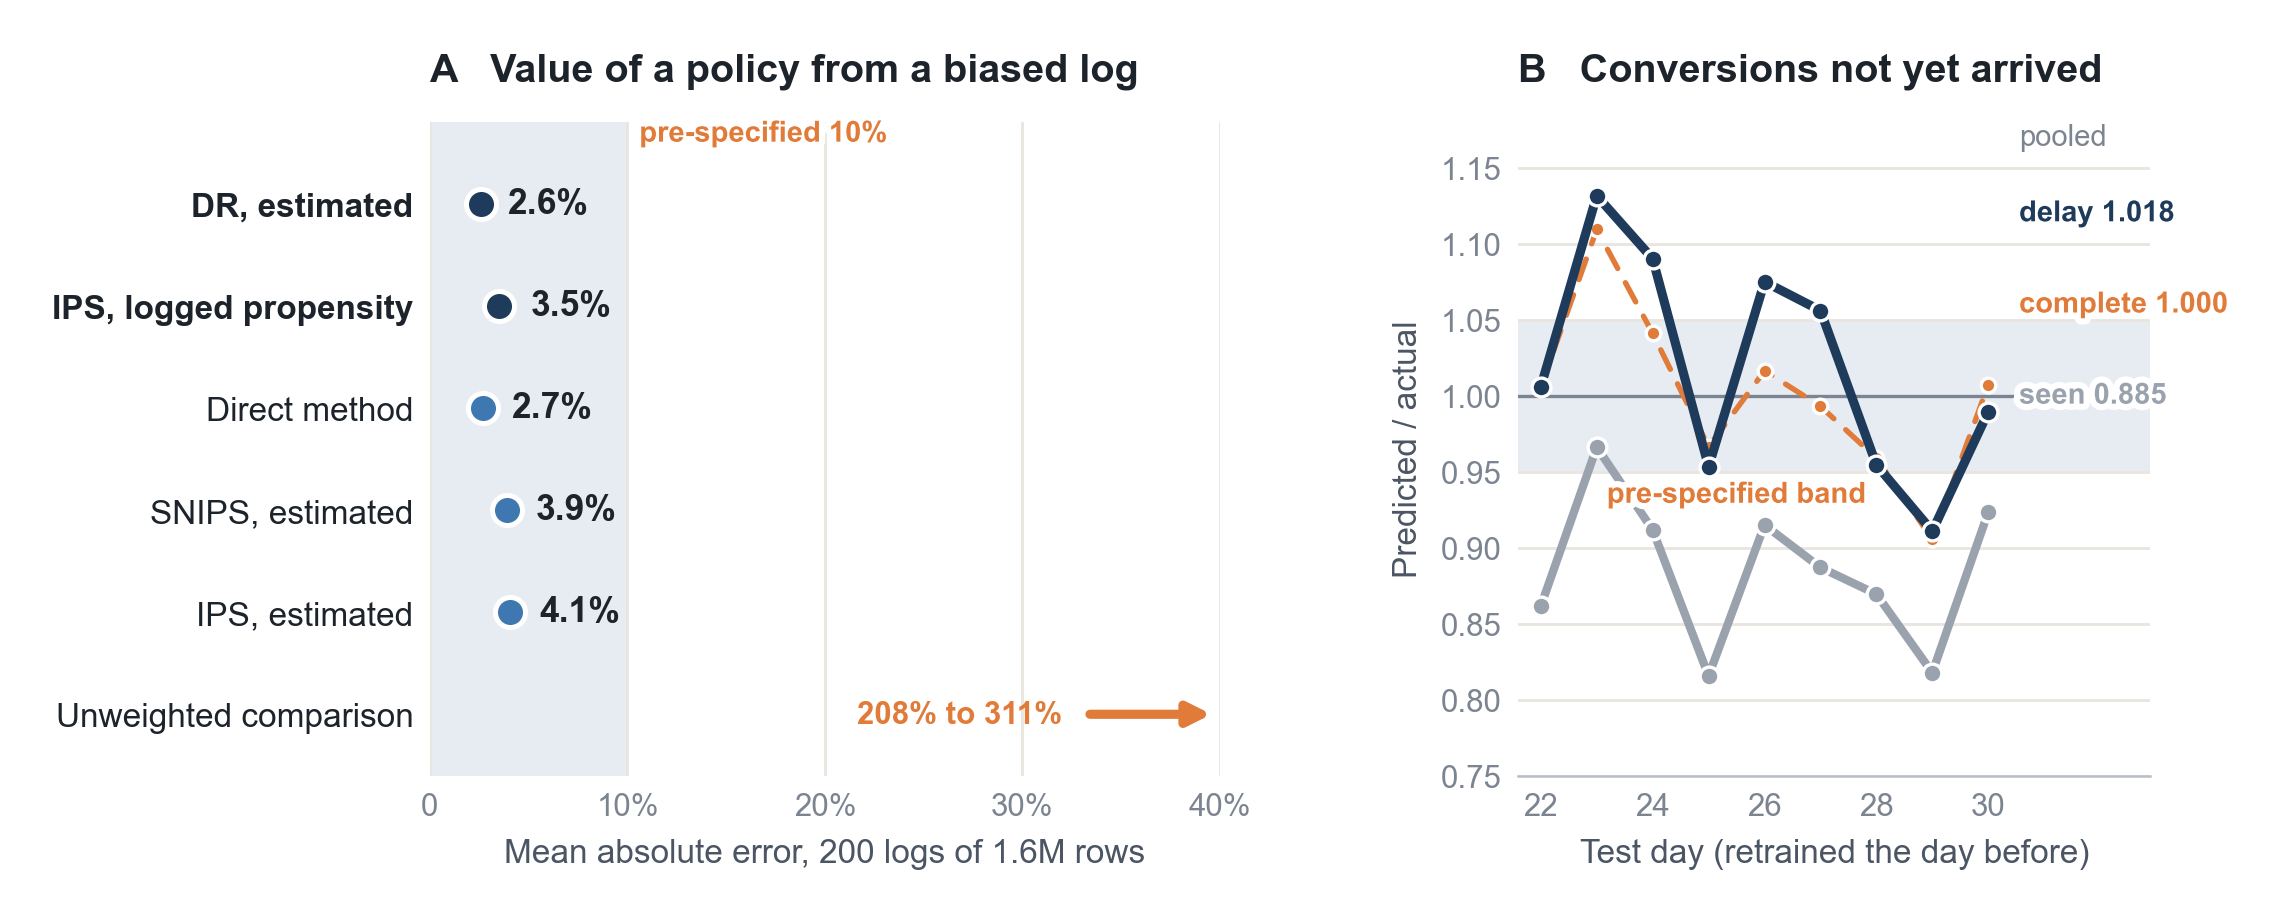 A Value of a policy from a biased log
pre-specified 10%
DR, estimated 2.6%
IPS, logged propensity 3.5%
Direct method 2.7%
SNIPS, estimated 3.9%
IPS, estimated 4.1%
Unweighted comparison 208% to 311%
0 10% 20% 30% 40%
Mean absolute error, 200 logs of 1.6M rows
B Conversions not yet arrived
pooled
delay 1.018
complete 1.000
seen 0.885
pre-specified band
Predicted / actual
1.15
1.10
1.05
1.00
0.95
0.90
0.85
0.80
0.75
22 24 26 28 30
Test day (retrained the day before)